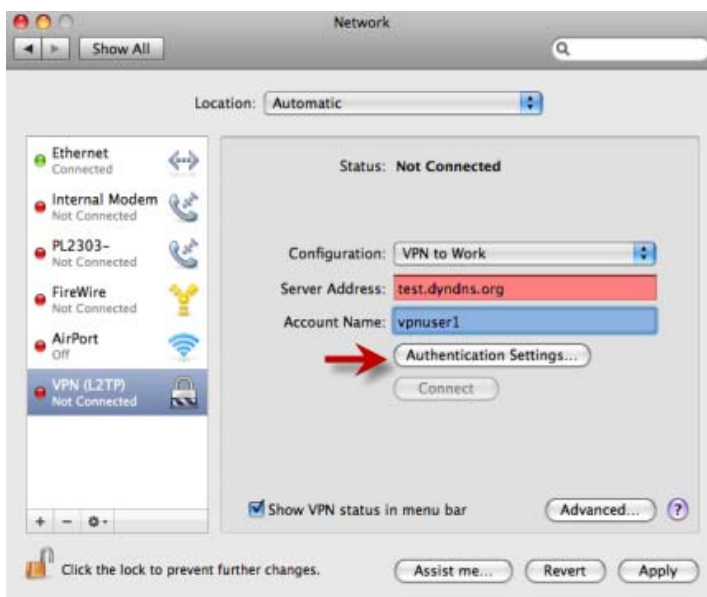 Network
Show All
Location: Automatic
Ethernet
Connected
Internal Modem
Not Connected
PL2303-
Not Connected
FireWire
Not Connected
AirPort
Off
VPN (L2TP)
Not Connected
Status: Not Connected
Configuration: VPN to Work
Server Address: test.dyndns.org
Account Name: vpnuser1
Authentication Settings...
Connect
Show VPN status in menu bar
Advanced...
?
Click the lock to prevent further changes.
Assist me...
Revert
Apply